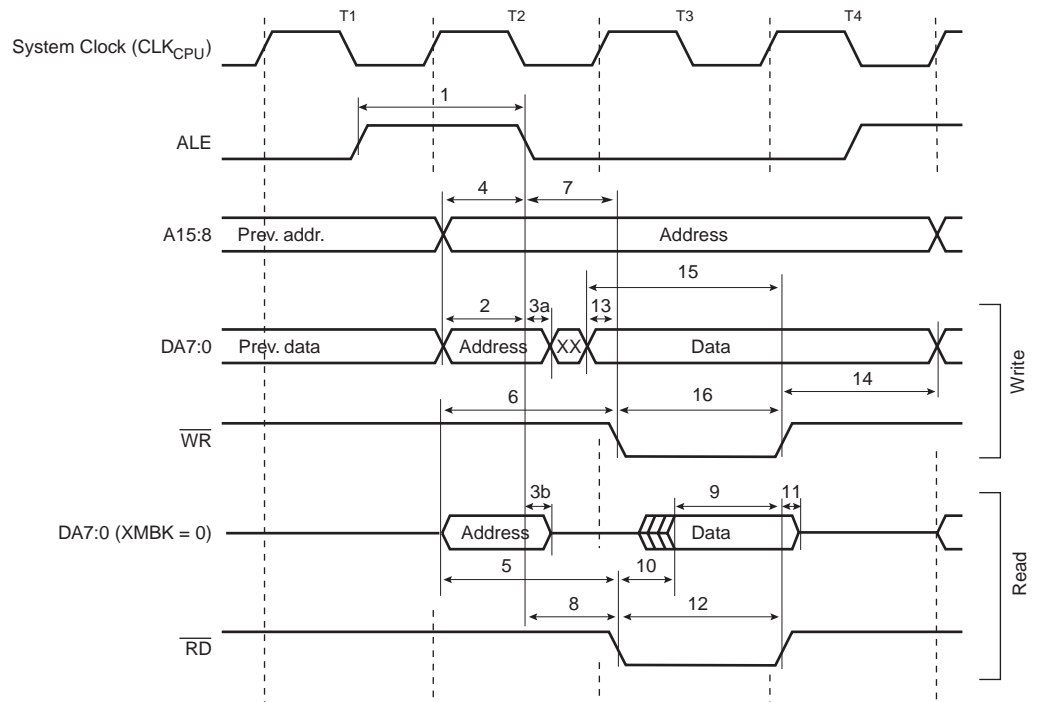 T1 T2 T3 T4
System Clock (CLKCPU)
1
ALE
4 7
A15:8 Prev. addr. Address
15
2 3a 13
DA7:0 Prev. data Address XX Data
14
6 16
WR
Write
3b 9 11
DA7:0 (XMBK = 0) Address Data
5 10
8 12
RD
Read